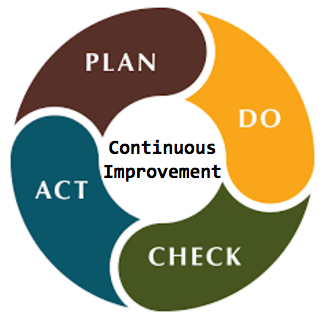 PLAN
DO
Continuous
Improvement
ACT
CHECK